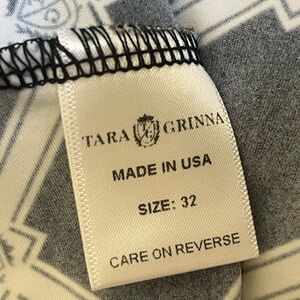 TARA GRINNA
MADE IN USA
SIZE: 32
CARE ON REVERSE